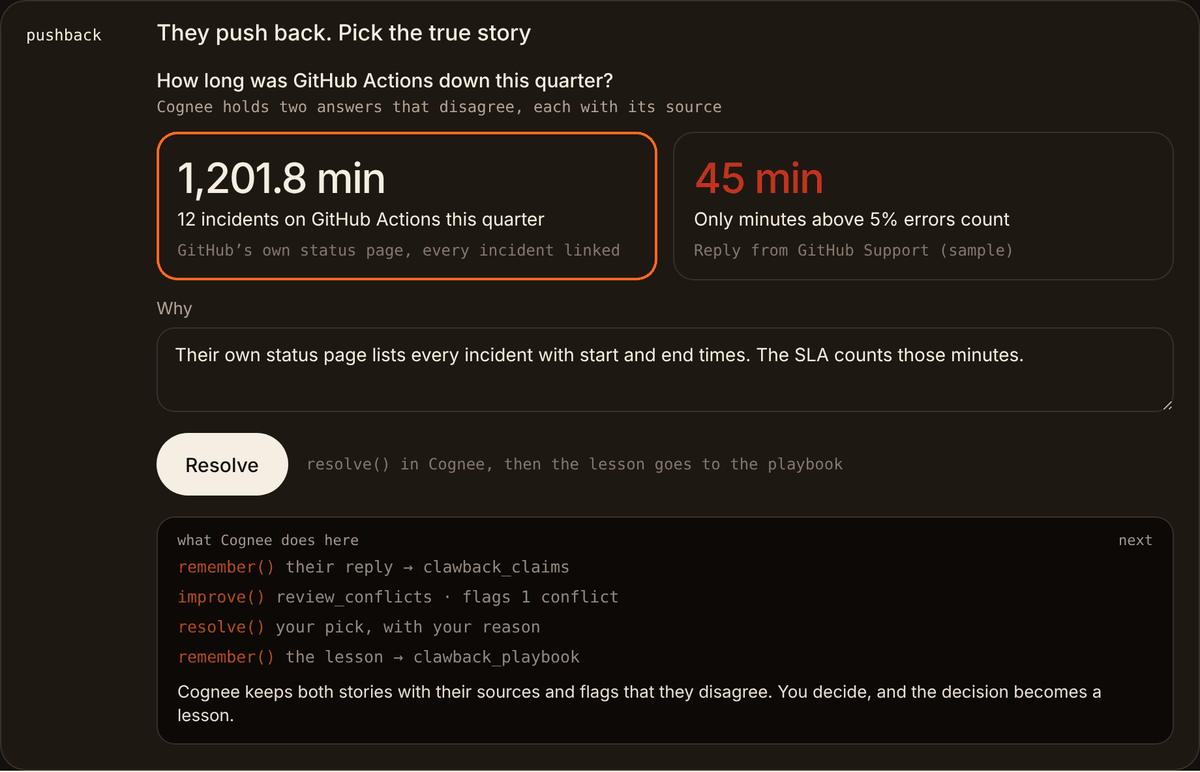 pushback
They push back. Pick the true story
How long was GitHub Actions down this quarter?
Cognee holds two answers that disagree, each with its source
1,201.8 min
12 incidents on GitHub Actions this quarter
GitHub’s own status page, every incident linked
45 min
Only minutes above 5% errors count
Reply from GitHub Support (sample)
Why
Their own status page lists every incident with start and end times. The SLA counts those minutes.
Resolve
resolve() in Cognee, then the lesson goes to the playbook
what Cognee does here
next
remember() their reply → clawback_claims
improve() review_conflicts · flags 1 conflict
resolve() your pick, with your reason
remember() the lesson → clawback_playbook
Cognee keeps both stories with their sources and flags that they disagree. You decide, and the decision becomes a
lesson.